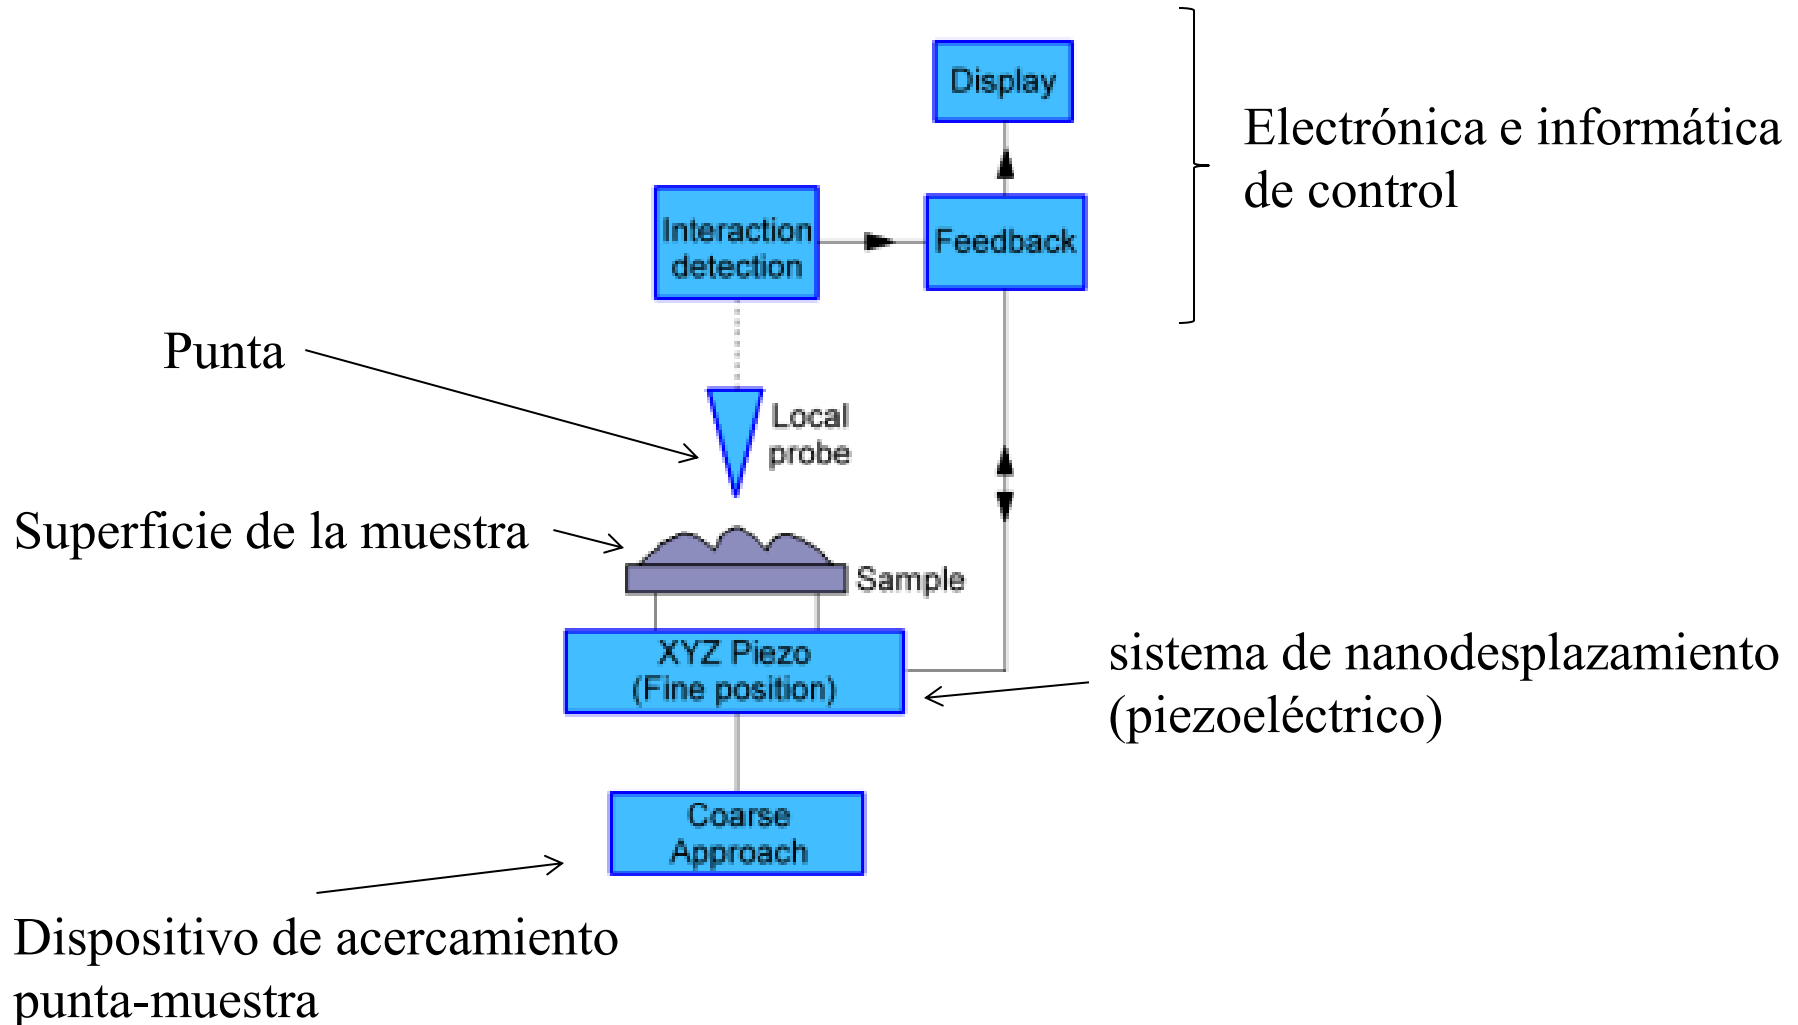 Display
Electrónica e informática
de control
Interaction
detection
Feedback
Punta
Local
probe
Superficie de la muestra
Sample
XYZ Piezo
(Fine position)
sistema de nanodesplazamiento
(piezoeléctrico)
Coarse
Approach
Dispositivo de acercamiento
punta-muestra